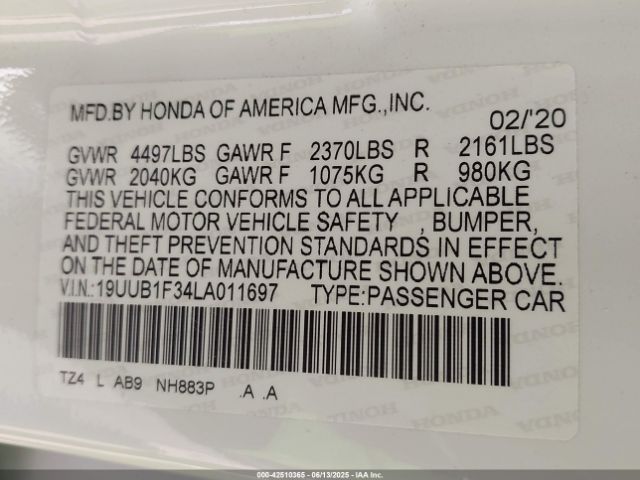 MFD.BY HONDA OF AMERICA MFG.,INC.
02/'20
GVWR 4497LBS GAWR F 2370LBS R 2161LBS
GVWR 2040KG GAWR F 1075KG R 980KG
THIS VEHICLE CONFORMS TO ALL APPLICABLE
FEDERAL MOTOR VEHICLE SAFETY , BUMPER,
AND THEFT PREVENTION STANDARDS IN EFFECT
ON THE DATE OF MANUFACTURE SHOWN ABOVE.
V.I.N.:19UUB1F34LA011697 TYPE:PASSENGER CAR
TZ4 L AB9 NH883P .A .A
000-42510365 - 06/13/2025 - IAA Inc.